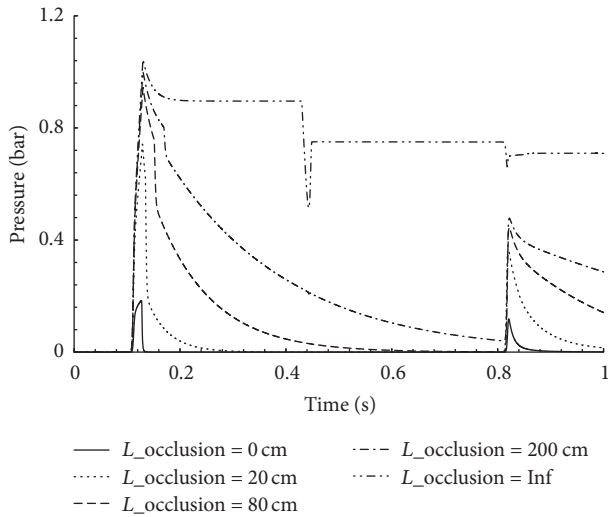 1.2
0.8
0.4
0
Pressure (bar)
0 0.2 0.4 0.6 0.8 1
Time (s)
L_occlusion = 0 cm
L_occlusion = 20 cm
L_occlusion = 80 cm
L_occlusion = 200 cm
L_occlusion = Inf